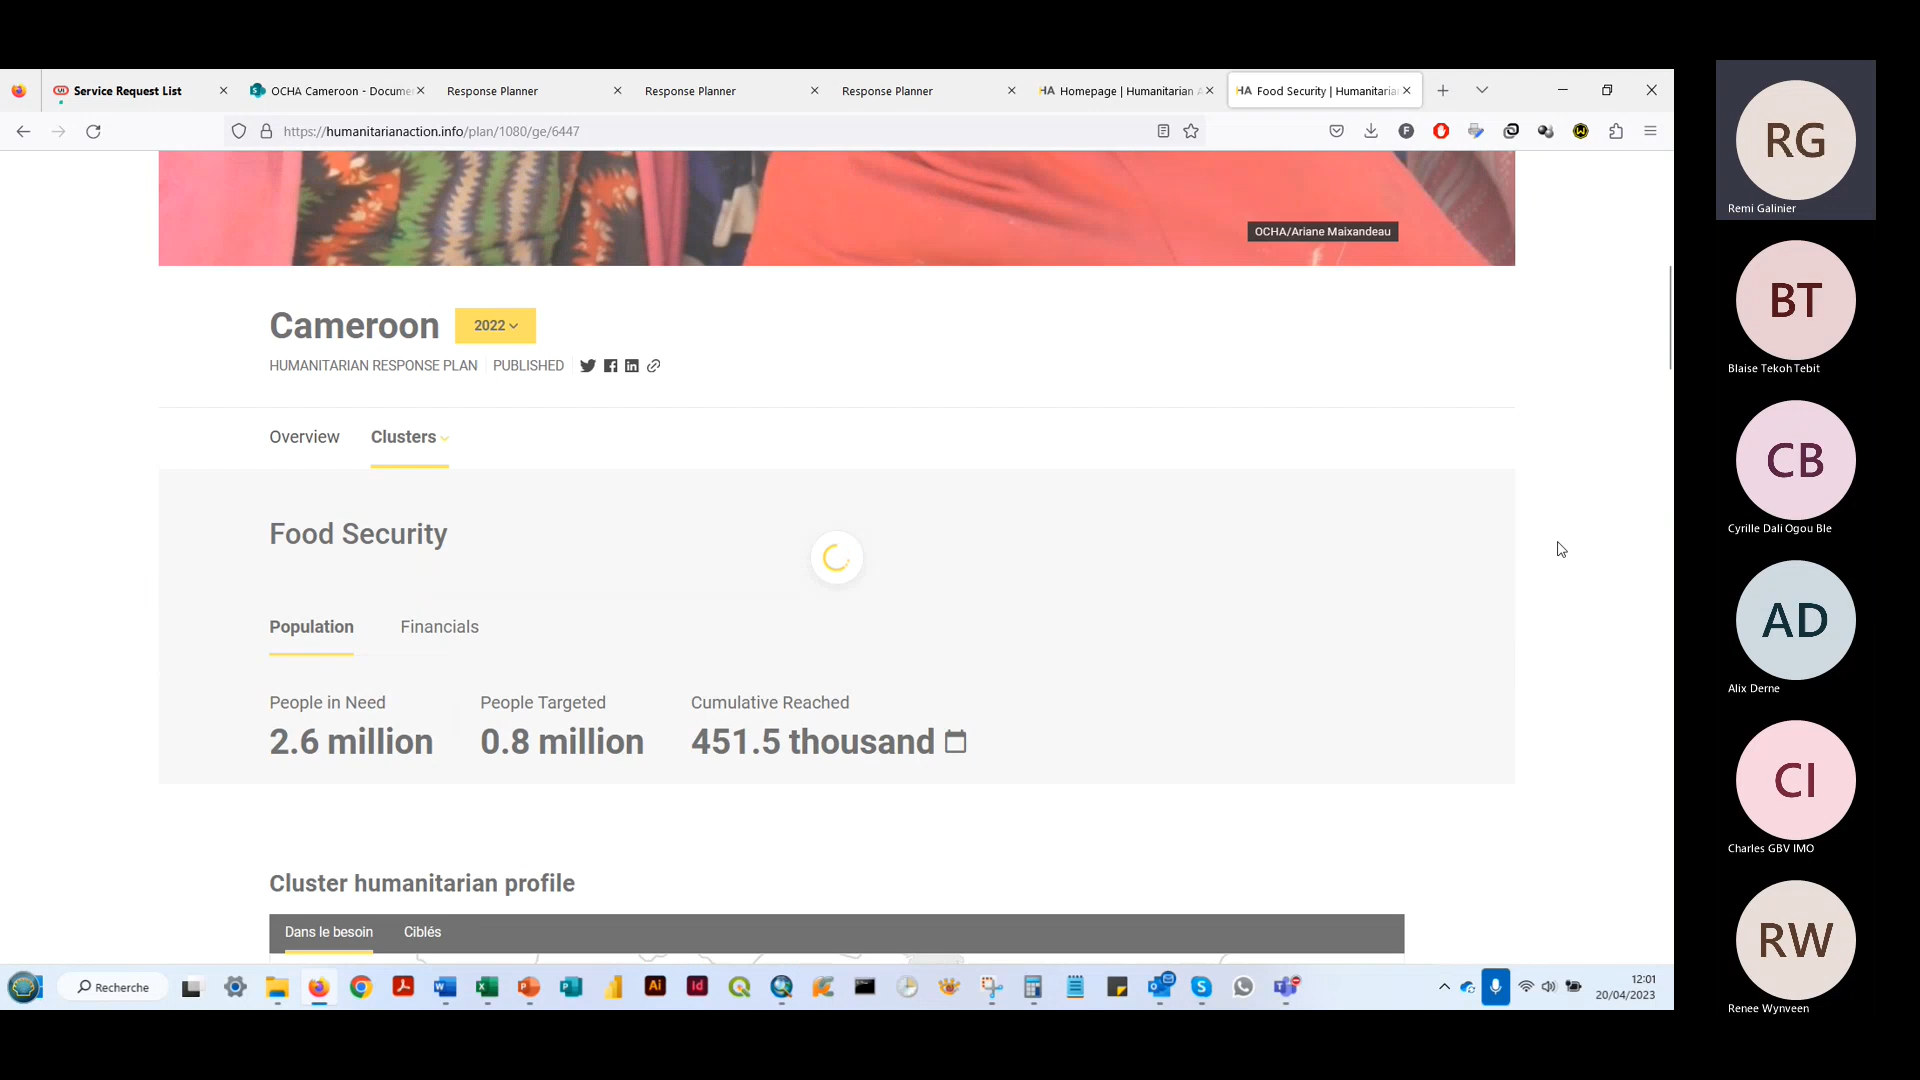 Service Request List
OCHA Cameroon - Docume
Response Planner
Response Planner
Response Planner
HA Homepage | Humanitarian A
HA Food Security | Humanitaria
https://humanitarianaction.info/plan/1080/ge/6447
OCHA/Ariane Maixandeau
Cameroon
2022
HUMANITARIAN RESPONSE PLAN
PUBLISHED
Overview
Clusters
Food Security
Population
Financials
People in Need
People Targeted
Cumulative Reached
2.6 million
0.8 million
451.5 thousand
Cluster humanitarian profile
Dans le besoin
Ciblés
Recherche
12:01
20/04/2023
RG
Remi Galinier
BT
Blaise Tekoh Tebit
CB
Cyrille Dali Ogou Ble
AD
Alix Derne
CI
Charles GBV IMO
RW
Renee Wynveen